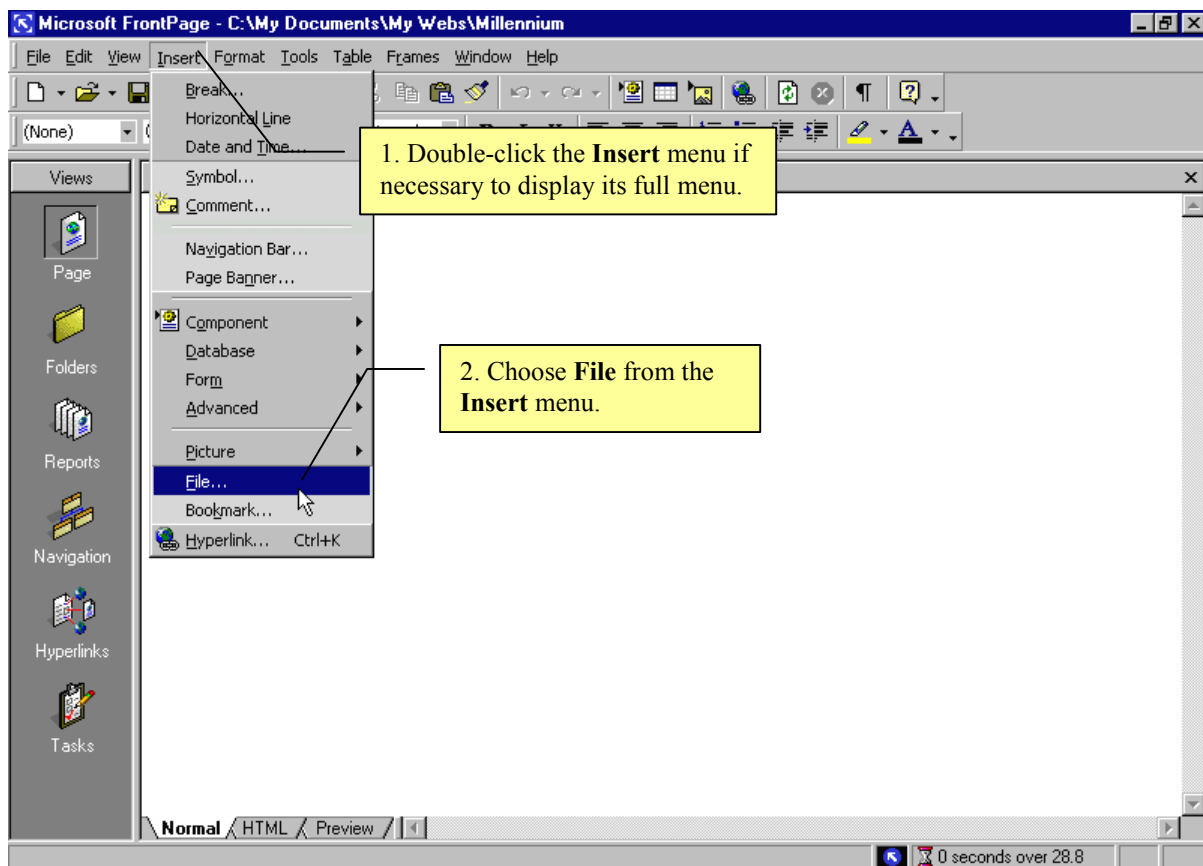 Microsoft FrontPage - C:\My Documents\My Webs\Millennium
File Edit View Insert Format Tools Table Frames Window Help
(None)
Break...
Horizontal Line
Date and Time...
Symbol...
Comment...
Navigation Bar...
Page Banner...
Component
Database
Form
Advanced
Picture
File...
Bookmark...
Hyperlink... Ctrl+K
1. Double-click the Insert menu if
necessary to display its full menu.
2. Choose File from the
Insert menu.
Views
Page
Folders
Reports
Navigation
Hyperlinks
Tasks
Normal HTML Preview
0 seconds over 28.8